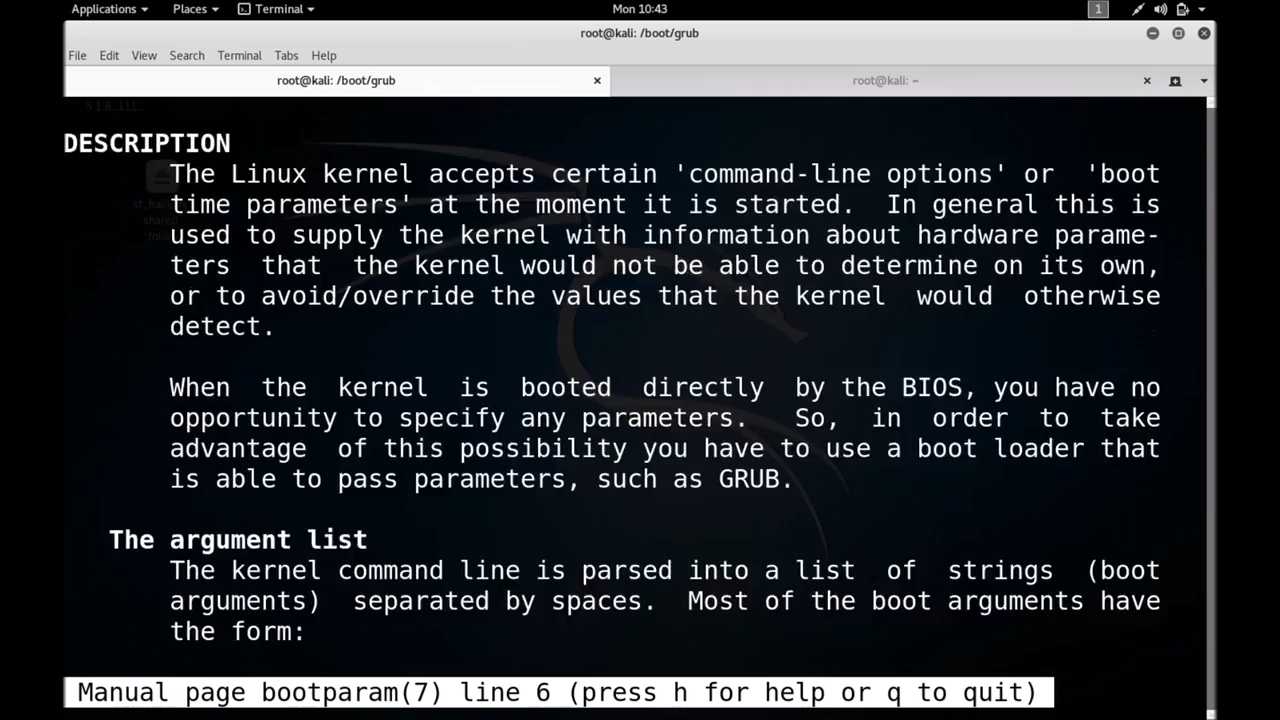 Applications Places Terminal Mon 10:43 1
root@kali: /boot/grub
File Edit View Search Terminal Tabs Help
root@kali: /boot/grub root@kali: ~
DESCRIPTION
The Linux kernel accepts certain 'command-line options' or 'boot
time parameters' at the moment it is started. In general this is
used to supply the kernel with information about hardware parame-
ters that the kernel would not be able to determine on its own,
or to avoid/override the values that the kernel would otherwise
detect.
When the kernel is booted directly by the BIOS, you have no
opportunity to specify any parameters. So, in order to take
advantage of this possibility you have to use a boot loader that
is able to pass parameters, such as GRUB.
The argument list
The kernel command line is parsed into a list of strings (boot
arguments) separated by spaces. Most of the boot arguments have
the form:
Manual page bootparam(7) line 6 (press h for help or q to quit)